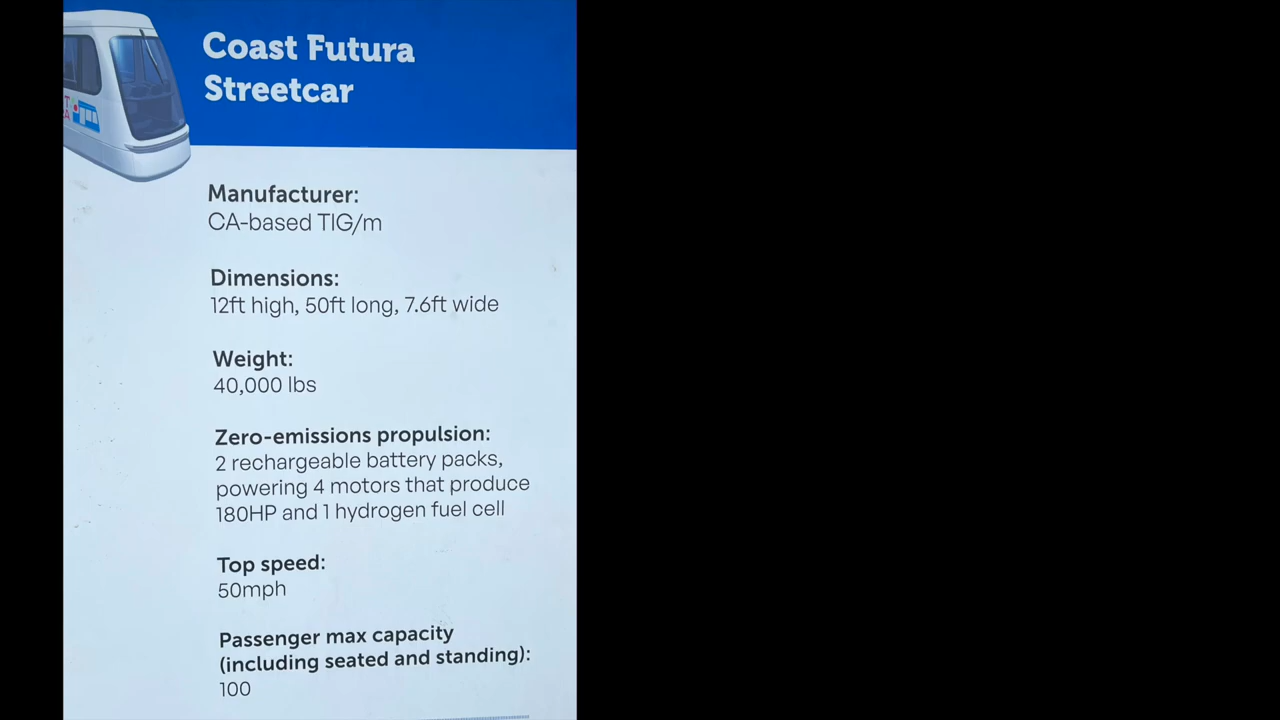 Coast Futura
Streetcar
Manufacturer:
CA-based TIG/m
Dimensions:
12ft high, 50ft long, 7.6ft wide
Weight:
40,000 lbs
Zero-emissions propulsion:
2 rechargeable battery packs,
powering 4 motors that produce
180HP and 1 hydrogen fuel cell
Top speed:
50mph
Passenger max capacity
(including seated and standing):
100